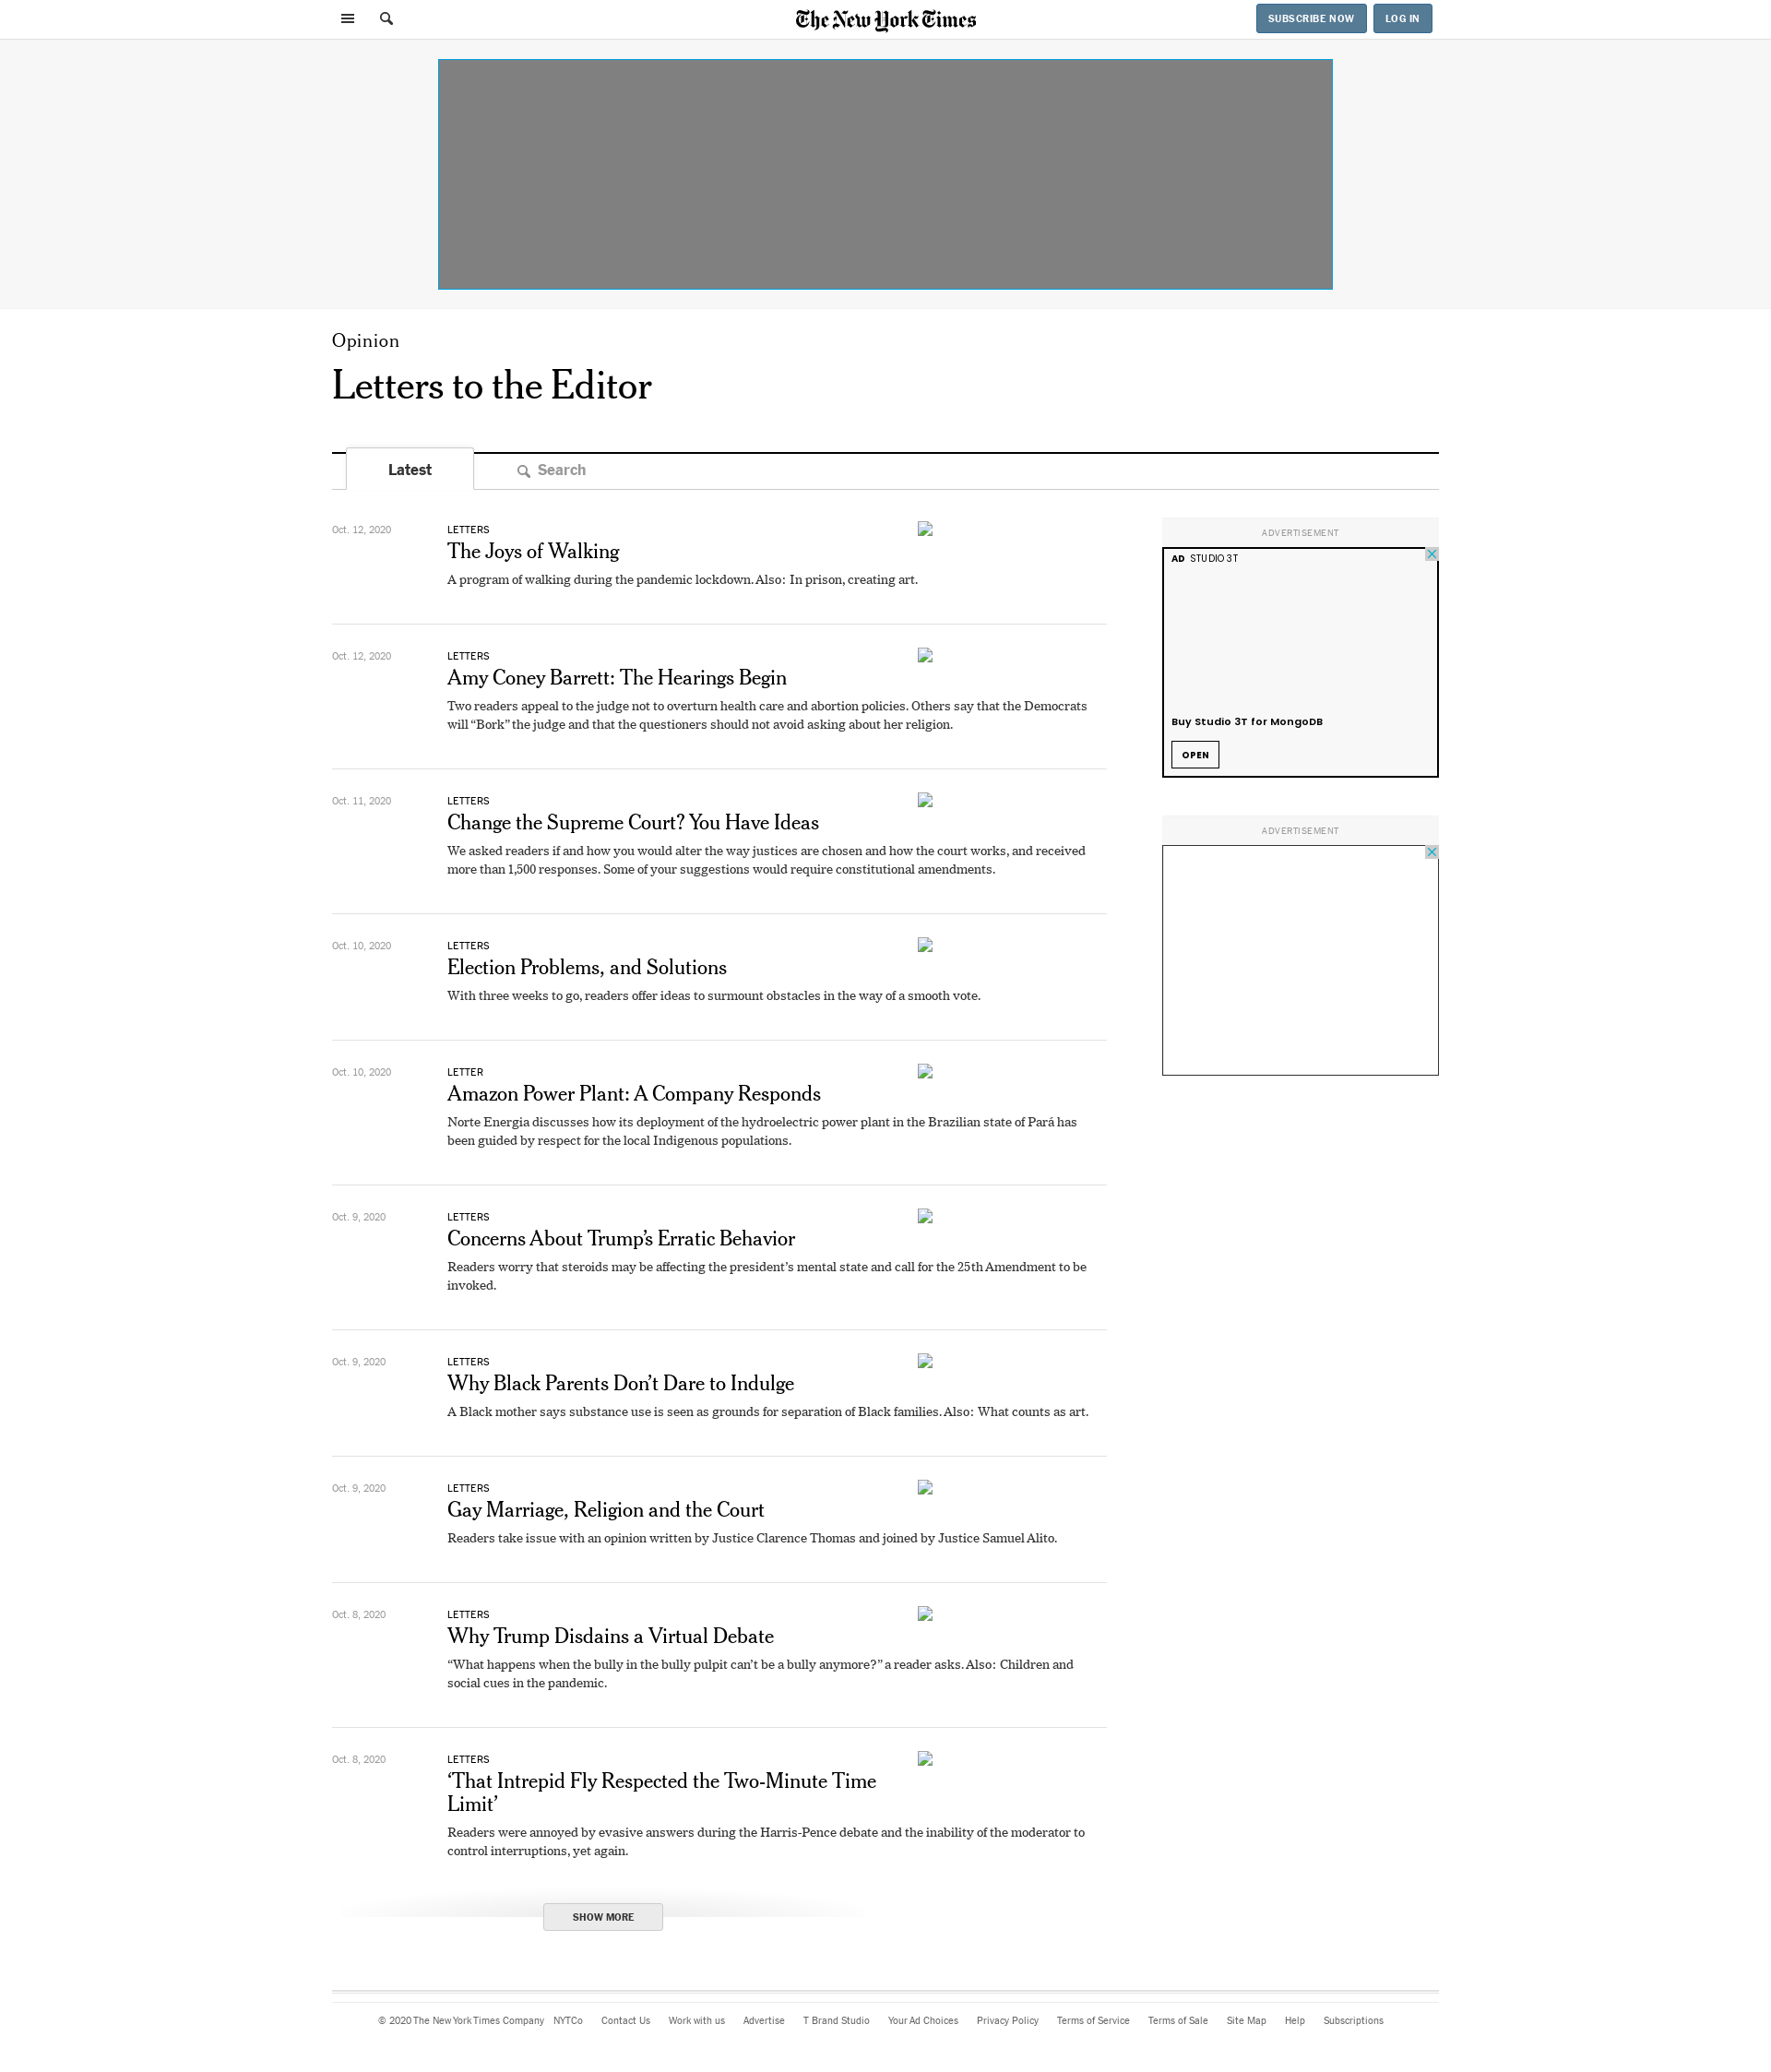 The New York Times
SUBSCRIBE NOW
LOG IN
Opinion
Letters to the Editor
Latest
Search
Oct. 12, 2020
LETTERS
The Joys of Walking
A program of walking during the pandemic lockdown. Also: In prison, creating art.
Oct. 12, 2020
LETTERS
Amy Coney Barrett: The Hearings Begin
Two readers appeal to the judge not to overturn health care and abortion policies. Others say that the Democrats
will “Bork” the judge and that the questioners should not avoid asking about her religion.
Oct. 11, 2020
LETTERS
Change the Supreme Court? You Have Ideas
We asked readers if and how you would alter the way justices are chosen and how the court works, and received
more than 1,500 responses. Some of your suggestions would require constitutional amendments.
Oct. 10, 2020
LETTERS
Election Problems, and Solutions
With three weeks to go, readers offer ideas to surmount obstacles in the way of a smooth vote.
Oct. 10, 2020
LETTER
Amazon Power Plant: A Company Responds
Norte Energia discusses how its deployment of the hydroelectric power plant in the Brazilian state of Pará has
been guided by respect for the local Indigenous populations.
Oct. 9, 2020
LETTERS
Concerns About Trump’s Erratic Behavior
Readers worry that steroids may be affecting the president’s mental state and call for the 25th Amendment to be
invoked.
Oct. 9, 2020
LETTERS
Why Black Parents Don’t Dare to Indulge
A Black mother says substance use is seen as grounds for separation of Black families. Also: What counts as art.
Oct. 9, 2020
LETTERS
Gay Marriage, Religion and the Court
Readers take issue with an opinion written by Justice Clarence Thomas and joined by Justice Samuel Alito.
Oct. 8, 2020
LETTERS
Why Trump Disdains a Virtual Debate
“What happens when the bully in the bully pulpit can’t be a bully anymore?” a reader asks. Also: Children and
social cues in the pandemic.
Oct. 8, 2020
LETTERS
‘That Intrepid Fly Respected the Two-Minute Time
Limit’
Readers were annoyed by evasive answers during the Harris-Pence debate and the inability of the moderator to
control interruptions, yet again.
SHOW MORE
ADVERTISEMENT
AD STUDIO 3T
Buy Studio 3T for MongoDB
OPEN
ADVERTISEMENT
© 2020 The New York Times Company NYTCo Contact Us Work with us Advertise T Brand Studio Your Ad Choices Privacy Policy Terms of Service Terms of Sale Site Map Help Subscriptions